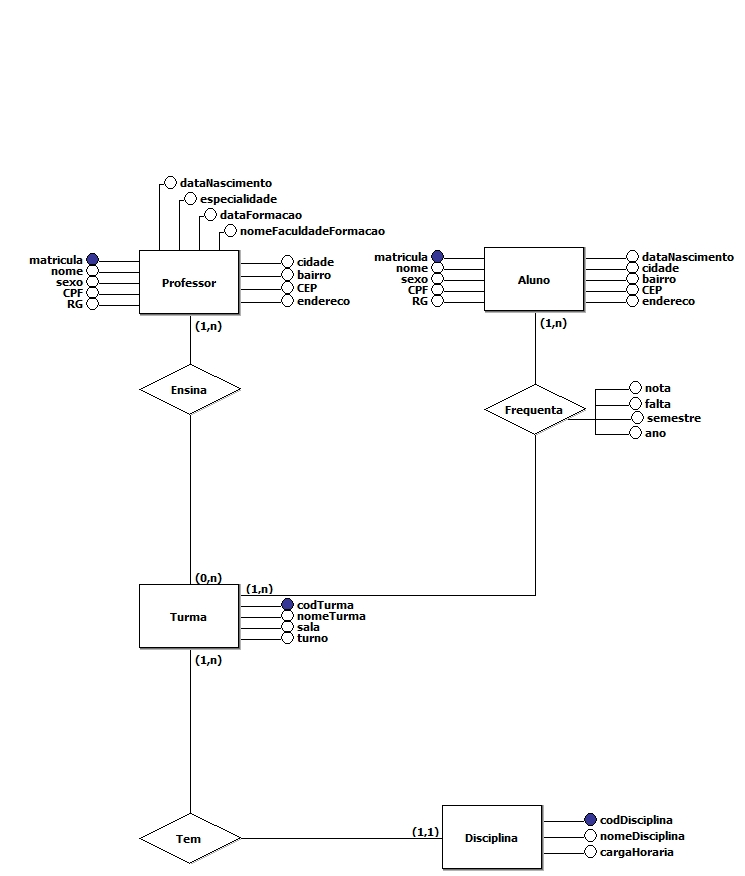 dataNascimento
especialidade
dataFormacao
nomeFaculdadeFormacao
matricula
nome
sexo
CPF
RG
Professor
cidade
bairro
CEP
endereco
matricula
nome
sexo
CPF
RG
Aluno
dataNascimento
cidade
bairro
CEP
endereco
(1,n)
(1,n)
Ensina
Frequenta
nota
falta
semestre
ano
(0,n)
(1,n)
Turma
codTurma
nomeTurma
sala
turno
(1,n)
Tem
(1,1)
Disciplina
codDisciplina
nomeDisciplina
cargaHoraria